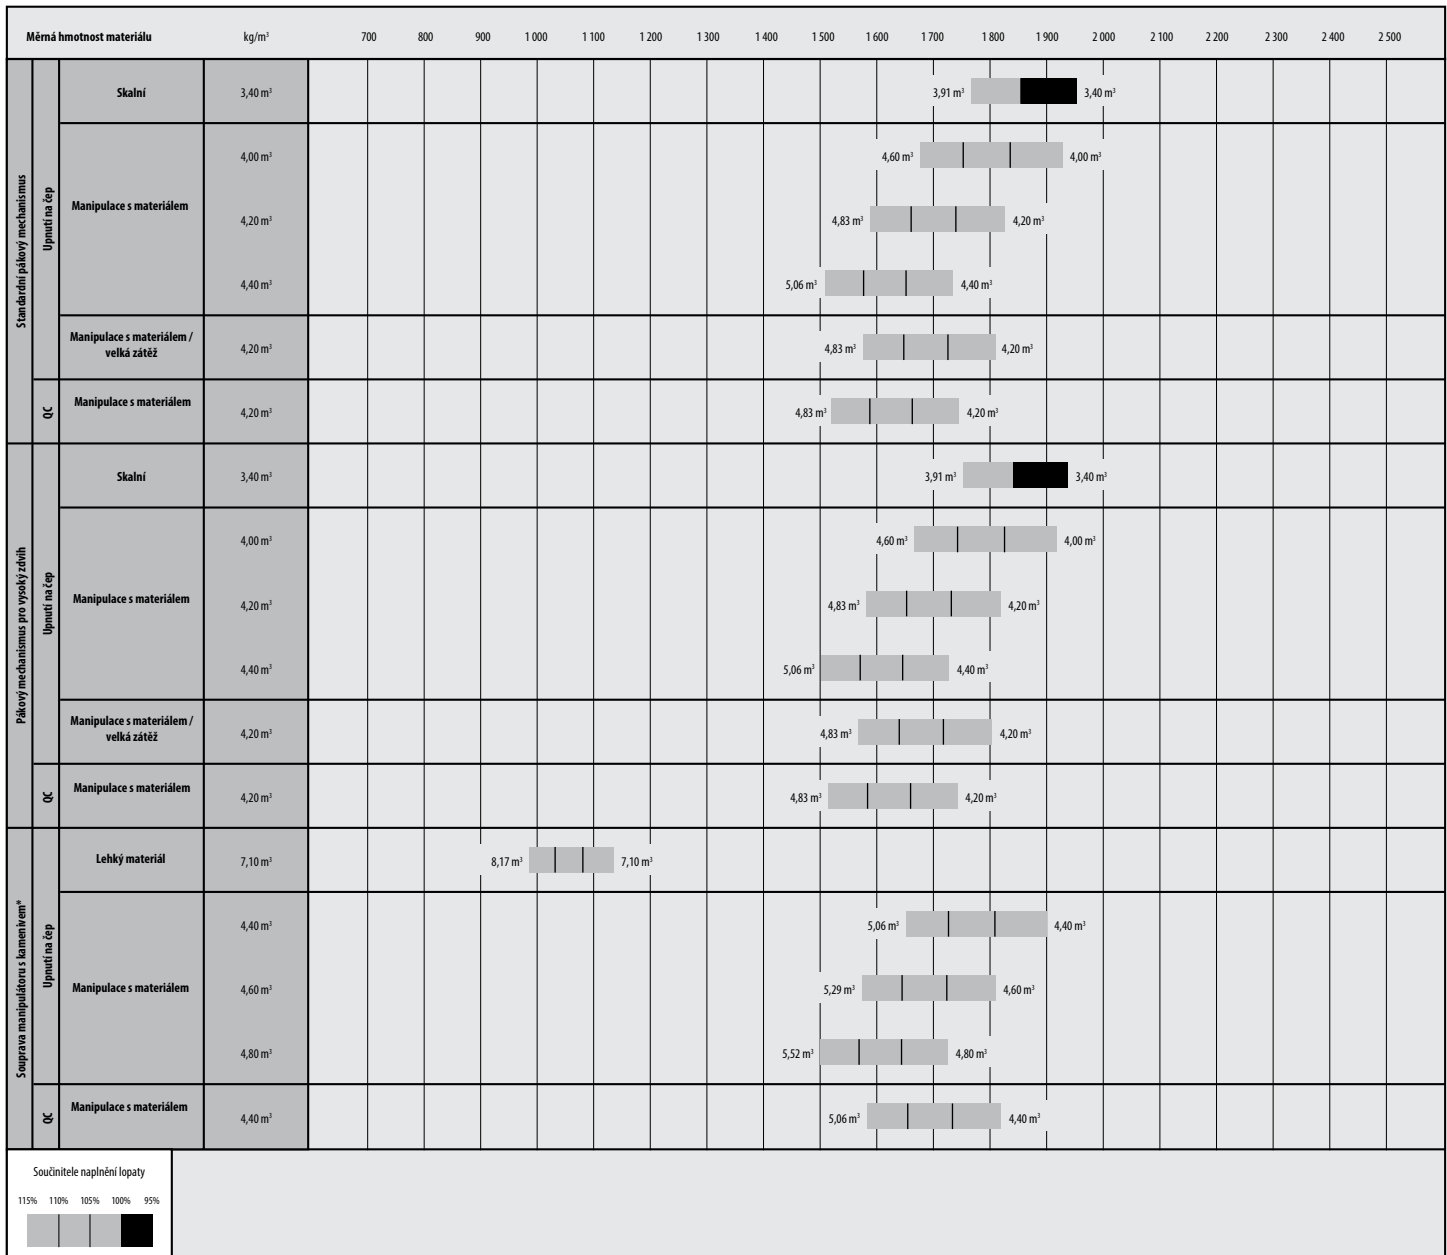 Měrná hmotnost materiálu kg/m³ 700 800 900 1 000 1 100 1 200 1 300 1 400 1 500 1 600 1 700 1 800 1 900 2 000 2 100 2 200 2 300 2 400 2 500
Standardní pákový mechanismus
Upnutí na čep
Skalní 3,40 m³ 3,91 m³ 3,40 m³
4,00 m³ 4,60 m³ 4,00 m³
Manipulace s materiálem
4,20 m³ 4,83 m³ 4,20 m³
4,40 m³ 5,06 m³ 4,40 m³
Manipulace s materiálem /
velká zátěž
4,20 m³ 4,83 m³ 4,20 m³
QC
Manipulace s materiálem 4,20 m³ 4,83 m³ 4,20 m³
Pákový mechanismus pro vysoký zdvih
Upnutí na čep
Skalní 3,40 m³ 3,91 m³ 3,40 m³
4,00 m³ 4,60 m³ 4,00 m³
Manipulace s materiálem 4,20 m³ 4,83 m³ 4,20 m³
4,40 m³ 5,06 m³ 4,40 m³
Manipulace s materiálem /
velká zátěž
4,20 m³ 4,83 m³ 4,20 m³
QC
Manipulace s materiálem 4,20 m³ 4,83 m³ 4,20 m³
Souprava manipulátoru s kamenivem*
Upnutí na čep
Lehký materiál 7,10 m³ 8,17 m³ 7,10 m³
4,40 m³ 5,06 m³ 4,40 m³
Manipulace s materiálem 4,60 m³ 5,29 m³ 4,60 m³
4,80 m³ 5,52 m³ 4,80 m³
QC
Manipulace s materiálem 4,40 m³ 5,06 m³ 4,40 m³
Součinitele naplnění lopaty
115% 110% 105% 100% 95%